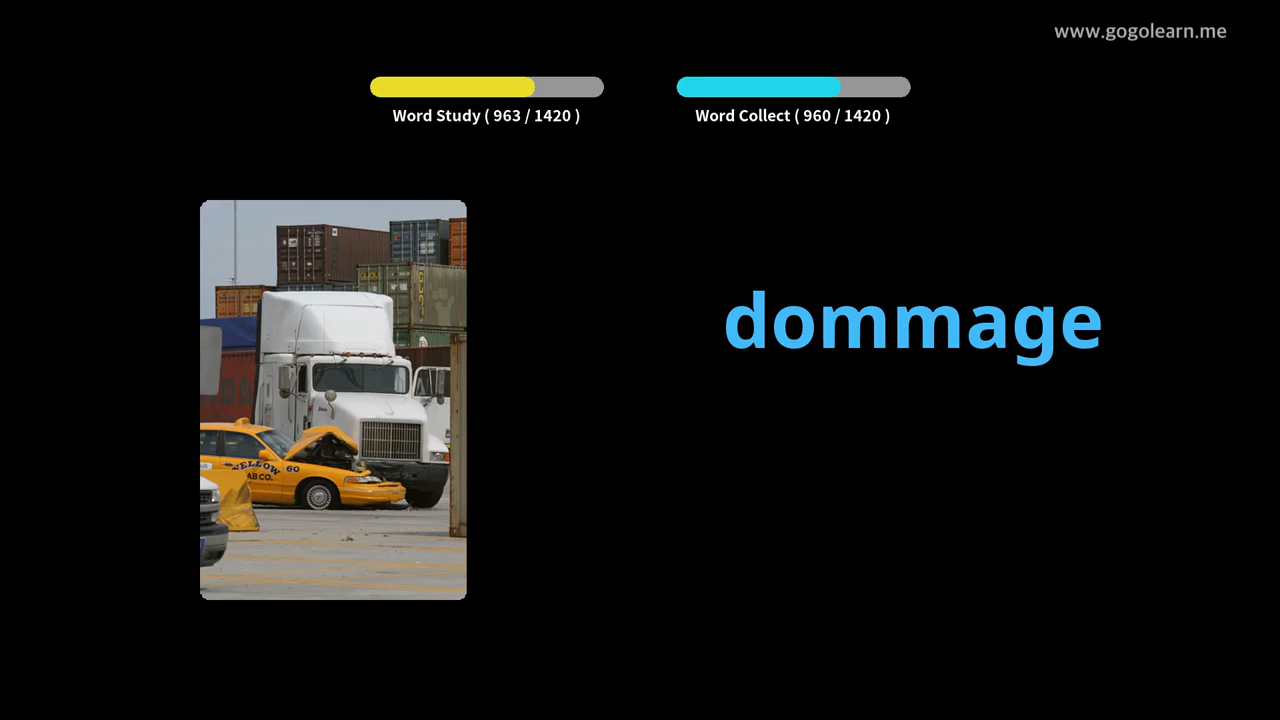 www.gogolearn.me
Word Study ( 963 / 1420 )
Word Collect ( 960 / 1420 )
dommage
YELLOW 60
CAB CO.